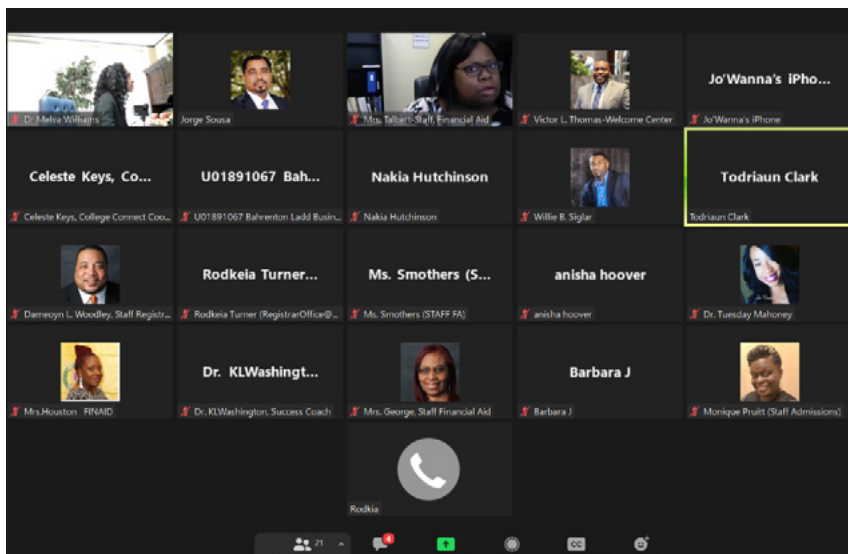 Dr. Melva Williams
Jorge Sousa
Mrs. Talbert-Staff, Financial Aid
Victor L. Thomas-Welcome Center
Jo'Wanna's iPho...
Jo'Wanna's iPhone
Celeste Keys, Co...
Celeste Keys, College Connect Coo...
U01891067 Bah...
U01891067 Bahrenton Ladd Busin...
Nakia Hutchinson
Nakia Hutchinson
Willie B. Siglar
Todriaun Clark
Todriaun Clark
Dameoyn L. Woodley, Staff Registr...
Rodkeia Turner...
Rodkeia Turner (RegistrarOffice@...
Ms. Smothers (S...
Ms. Smothers (STAFF FA)
anisha hoover
anisha hoover
Dr. Tuesday Mahoney
Mrs.Houston FINAID
Dr. KLWashingt...
Dr. KLWashington, Success Coach
Mrs. George, Staff Financial Aid
Barbara J
Barbara J
Monique Pruitt (Staff Admissions)
Rodkia
21
4
CC